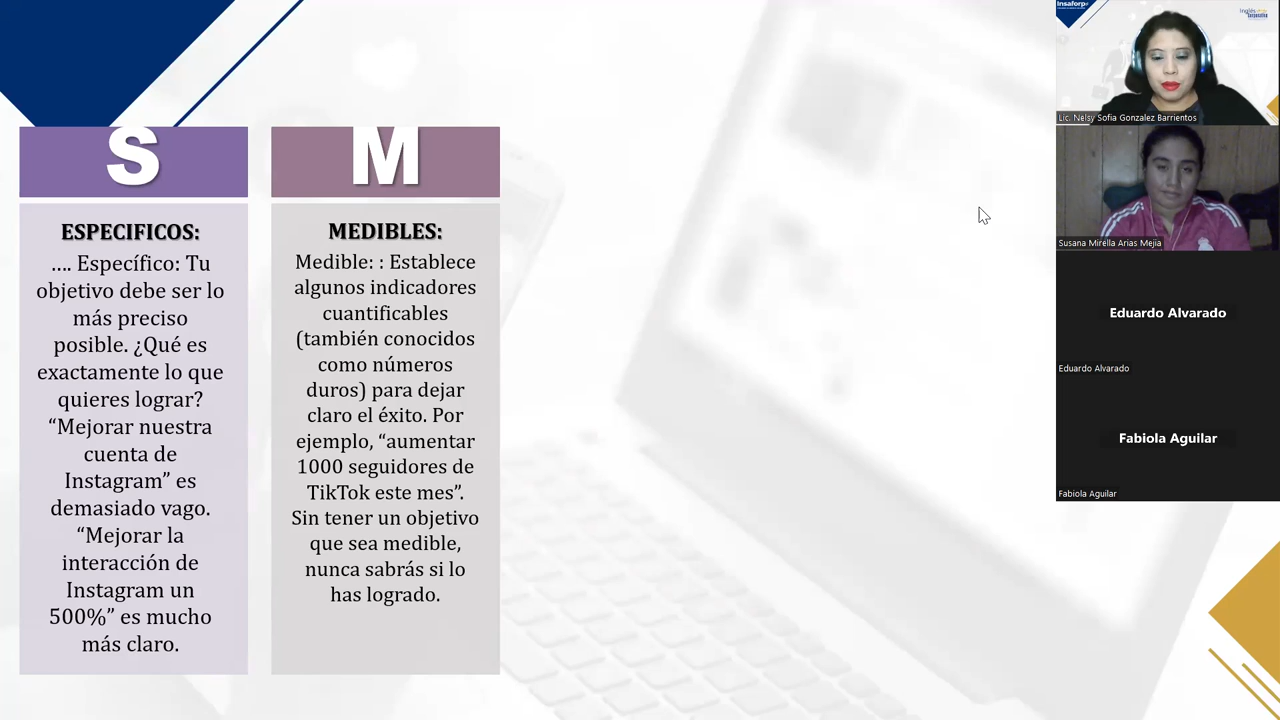 S
ESPECIFICOS:
.... Específico: Tu
objetivo debe ser lo
más preciso
posible. ¿Qué es
exactamente lo que
quieres lograr?
“Mejorar nuestra
cuenta de
Instagram” es
demasiado vago.
“Mejorar la
interacción de
Instagram un
500%” es mucho
más claro.
M
MEDIBLES:
Medible: : Establece
algunos indicadores
cuantificables
(también conocidos
como números
duros) para dejar
claro el éxito. Por
ejemplo, “aumentar
1000 seguidores de
TikTok este mes”.
Sin tener un objetivo
que sea medible,
nunca sabrás si lo
has logrado.
Insaforp
Inglés
Lic. Nelsy Sofia Gonzalez Barrientos
Susana Mirella Arias Mejia
Eduardo Alvarado
Eduardo Alvarado
Fabiola Aguilar
Fabiola Aguilar